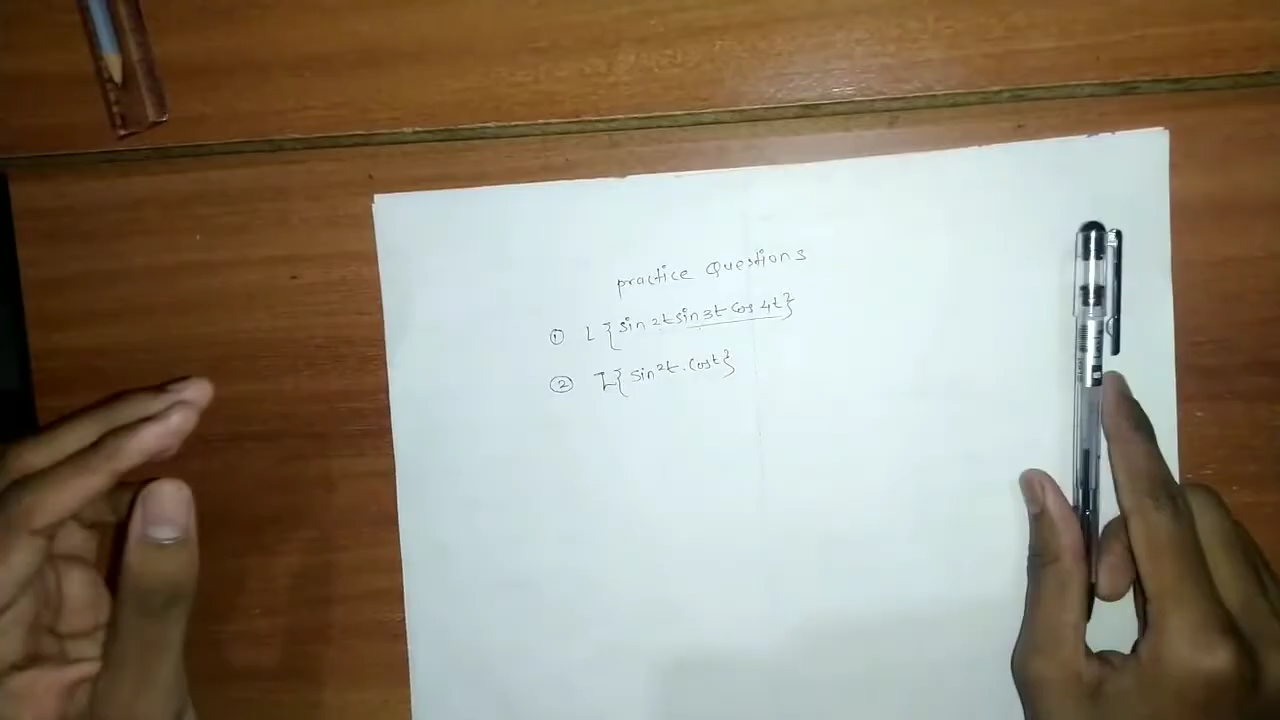 practice Questions
① L{sin 2t sin 3t Cos 4t}
② L{sin²t. Cost}